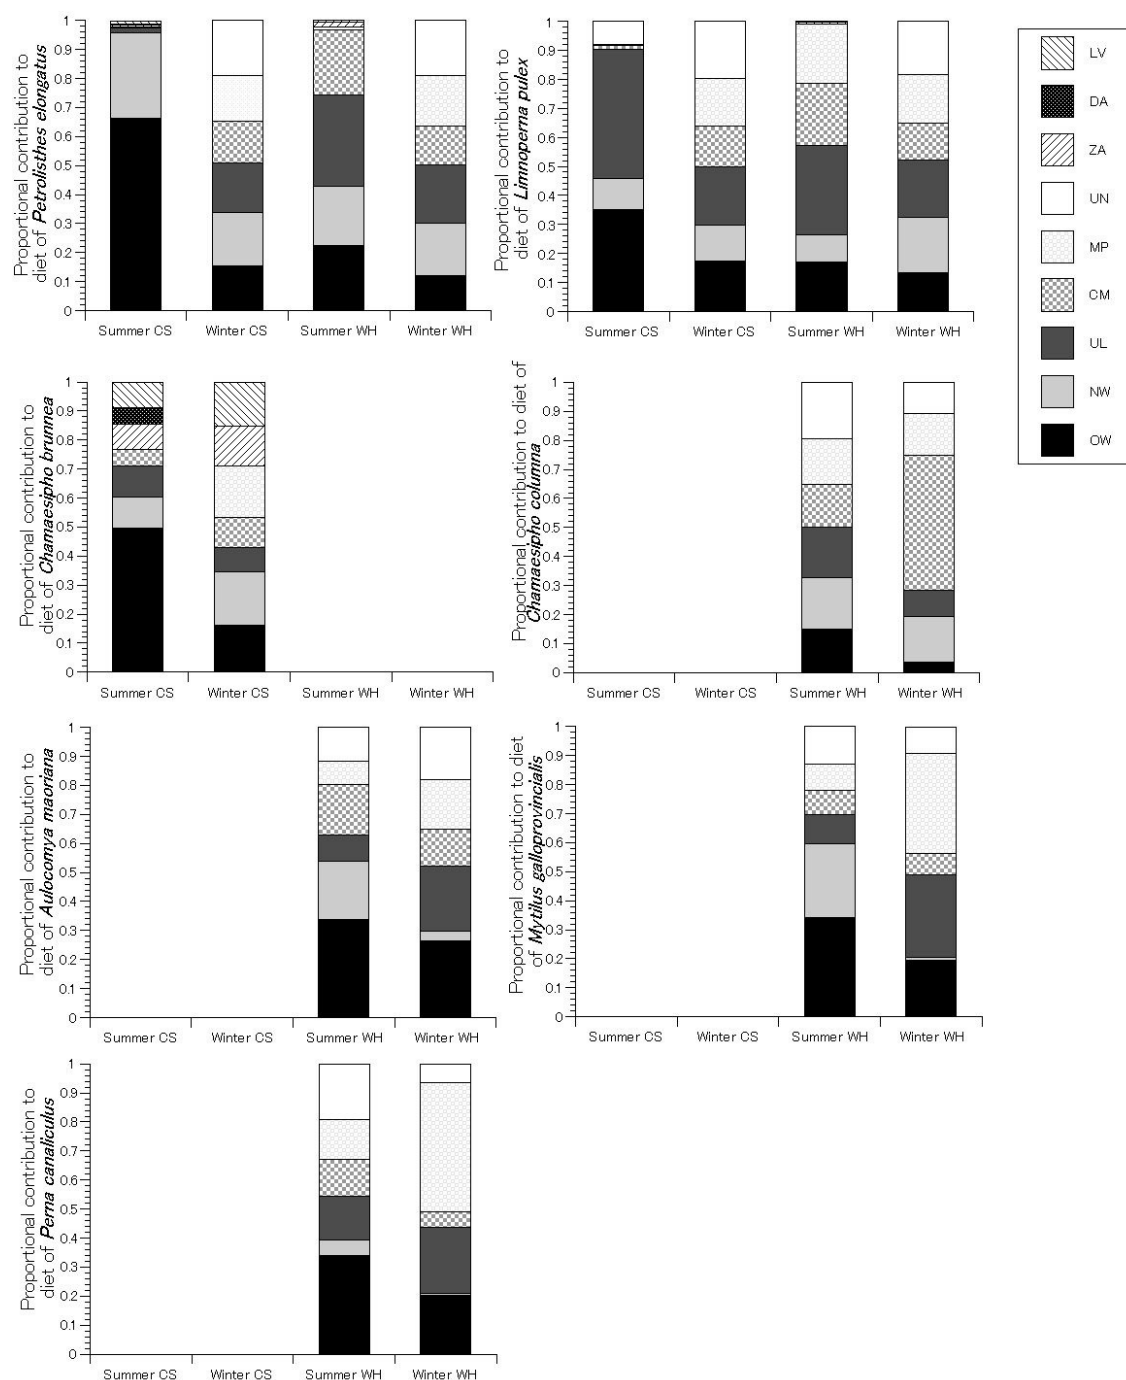 Proportional contribution to
diet of Petrolisthes elongatus
1
0.9
0.8
0.7
0.6
0.5
0.4
0.3
0.2
0.1
0
Summer CS Winter CS Summer WH Winter WH
Proportional contribution to
diet of Limnoperna pulex
1
0.9
0.8
0.7
0.6
0.5
0.4
0.3
0.2
0.1
0
Summer CS Winter CS Summer WH Winter WH
LV
DA
ZA
UN
MP
CM
UL
NW
OW
Proportional contribution to
diet of Chamaesipho brunnea
1
0.9
0.8
0.7
0.6
0.5
0.4
0.3
0.2
0.1
0
Summer CS Winter CS Summer WH Winter WH
Proportional contribution to diet of
Chamaesipho columna
1
0.9
0.8
0.7
0.6
0.5
0.4
0.3
0.2
0.1
0
Summer CS Winter CS Summer WH Winter WH
Proportional contribution to
diet of Aulocomya maoriana
1
0.9
0.8
0.7
0.6
0.5
0.4
0.3
0.2
0.1
0
Summer CS Winter CS Summer WH Winter WH
Proportional contribution to diet
of Mytilus galloprovincialis
1
0.9
0.8
0.7
0.6
0.5
0.4
0.3
0.2
0.1
0
Summer CS Winter CS Summer WH Winter WH
Proportional contribution to
diet of Perna canaliculus
1
0.9
0.8
0.7
0.6
0.5
0.4
0.3
0.2
0.1
0
Summer CS Winter CS Summer WH Winter WH